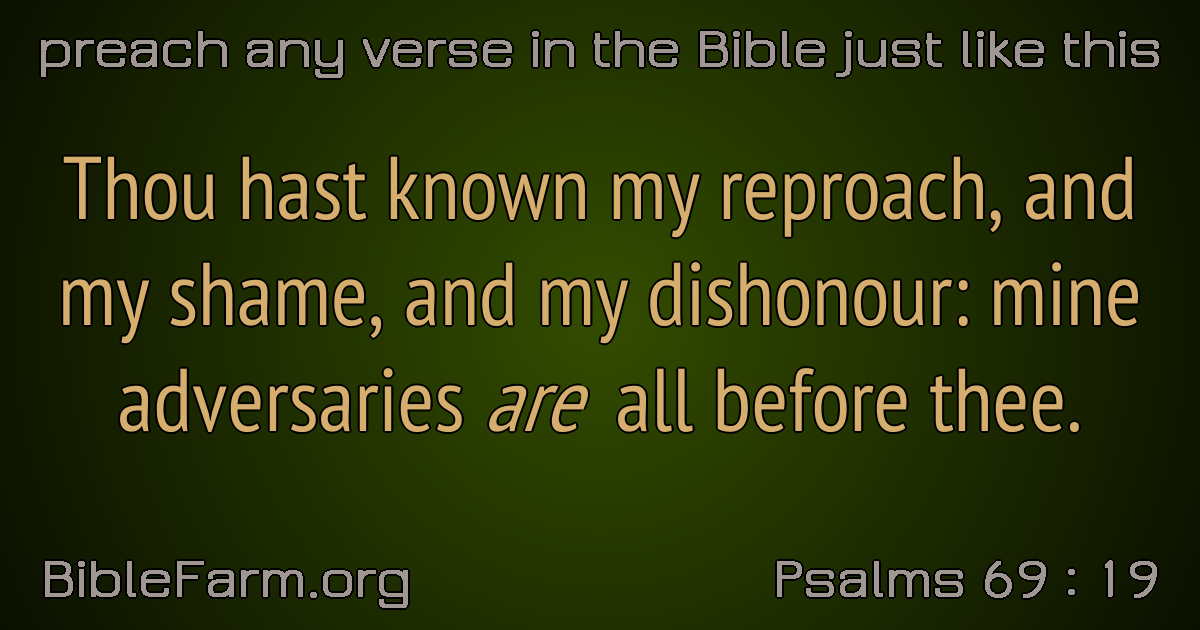 preach any verse in the Bible just like this
Thou hast known my reproach, and
my shame, and my dishonour: mine
adversaries are all before thee.
BibleFarm.org
Psalms 69 : 19